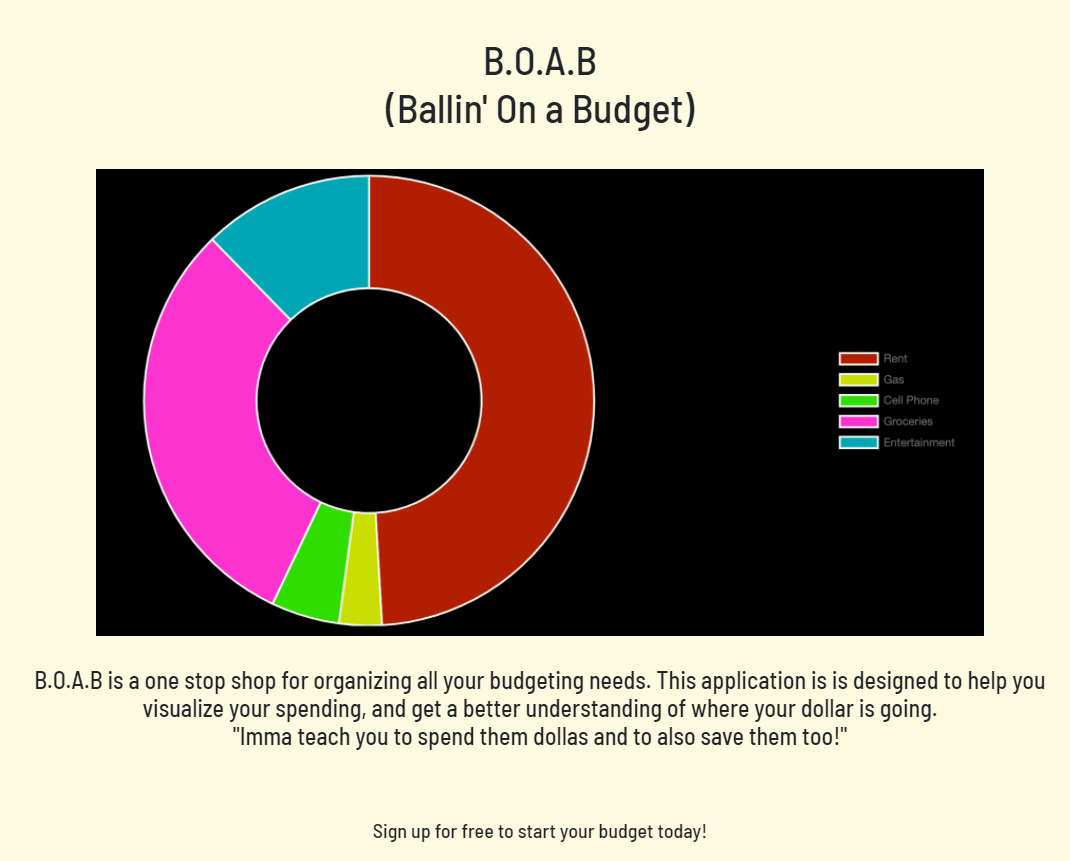 B.O.A.B
(Ballin' On a Budget)
Rent
Gas
Cell Phone
Groceries
Entertainment
B.O.A.B is a one stop shop for organizing all your budgeting needs. This application is is designed to help you
visualize your spending, and get a better understanding of where your dollar is going.
"Imma teach you to spend them dollas and to also save them too!"
Sign up for free to start your budget today!